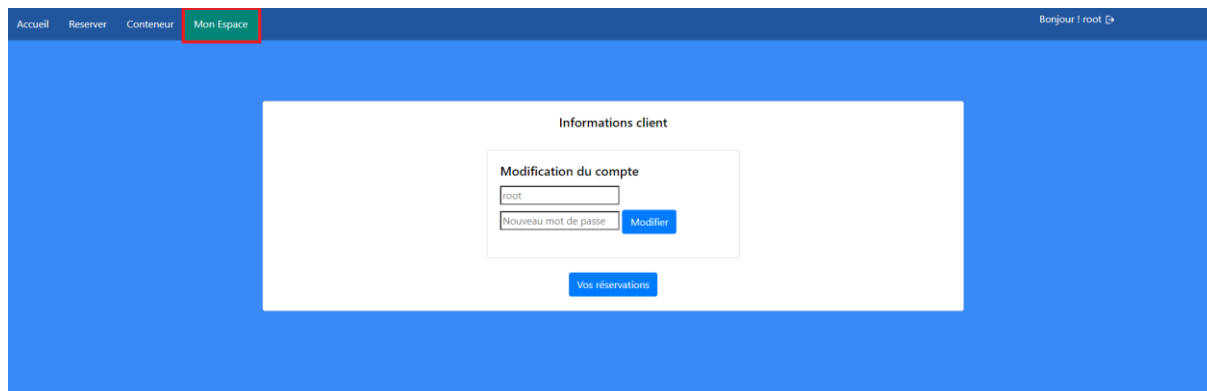 Accueil Reserver Conteneur Mon Espace Bonjour ! root
Informations client
Modification du compte
root
Nouveau mot de passe Modifier
Vos réservations